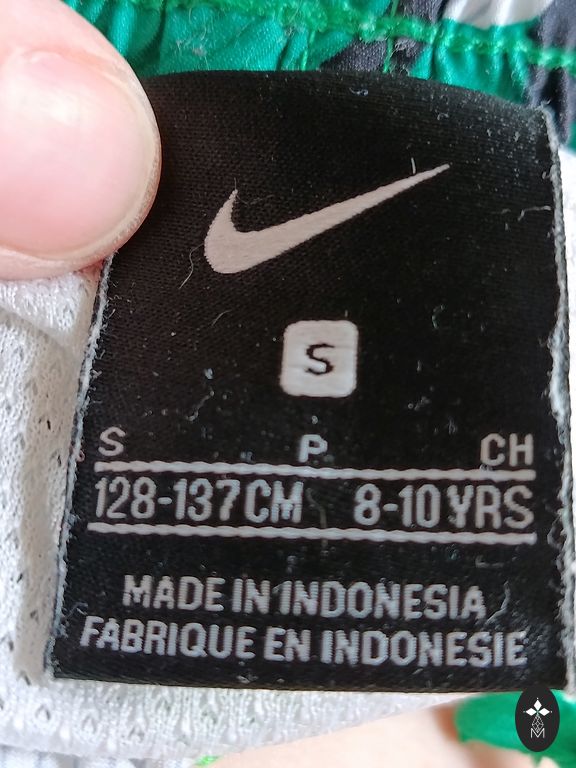 S
S P CH
128-137CM 8-10YRS
MADE IN INDONESIA
FABRIQUE EN INDONESIE
M